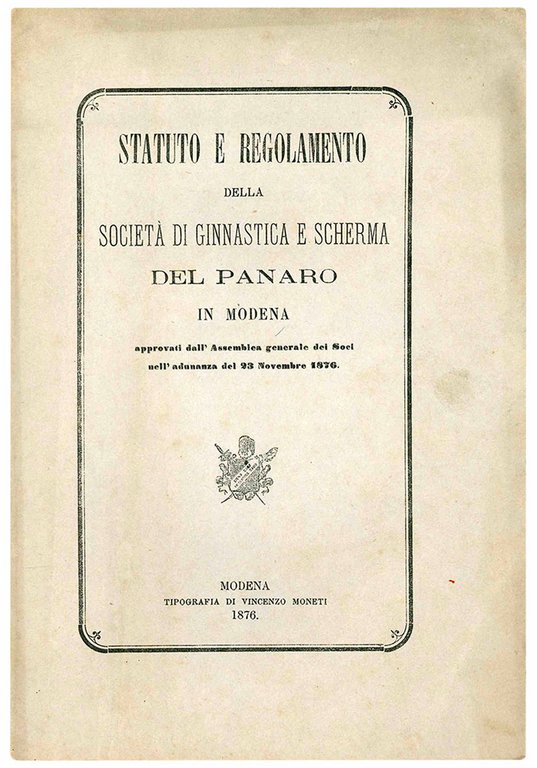 STATUTO E REGOLAMENTO
DELLA
SOCIETÀ DI GINNASTICA E SCHERMA
DEL PANARO
IN MODENA
approvati dall' Assemblea generale dei Soci
nell' adunanza del 23 Novembre 1876.
MODENA
TIPOGRAFIA DI VINCENZO MONETI
1876.